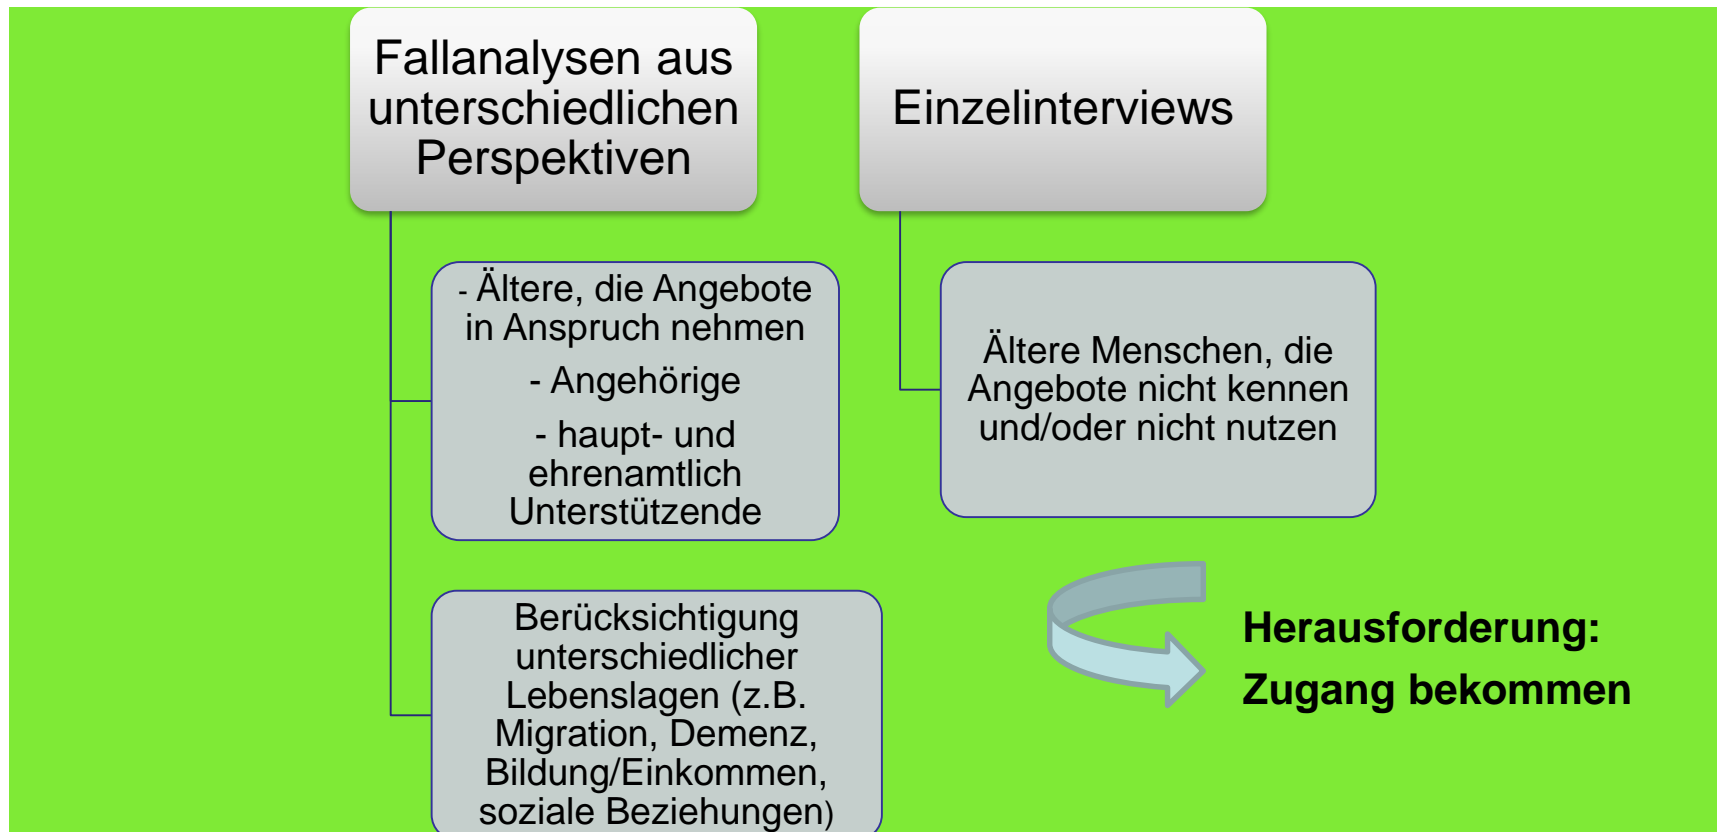 Fallanalysen aus
unterschiedlichen
Perspektiven
- Ältere, die Angebote
in Anspruch nehmen
- Angehörige
- haupt- und
ehrenamtlich
Unterstützende
Berücksichtigung
unterschiedlicher
Lebenslagen (z.B.
Migration, Demenz,
Bildung/Einkommen,
soziale Beziehungen)
Einzelinterviews
Ältere Menschen, die
Angebote nicht kennen
und/oder nicht nutzen
Herausforderung:
Zugang bekommen